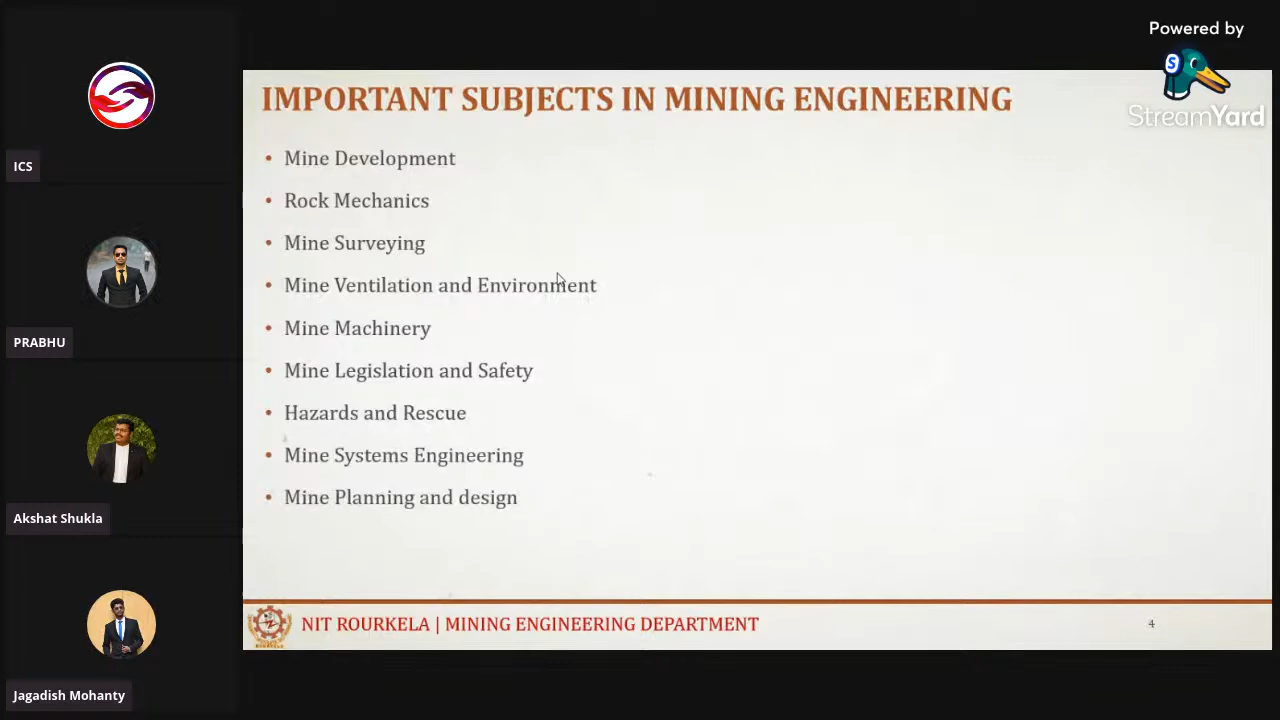 Powered by
S
StreamYard
ICS
PRABHU
Akshat Shukla
Jagadish Mohanty
IMPORTANT SUBJECTS IN MINING ENGINEERING
• Mine Development
• Rock Mechanics
• Mine Surveying
• Mine Ventilation and Environment
• Mine Machinery
• Mine Legislation and Safety
• Hazards and Rescue
• Mine Systems Engineering
• Mine Planning and design
NIT ROURKELA | MINING ENGINEERING DEPARTMENT
4